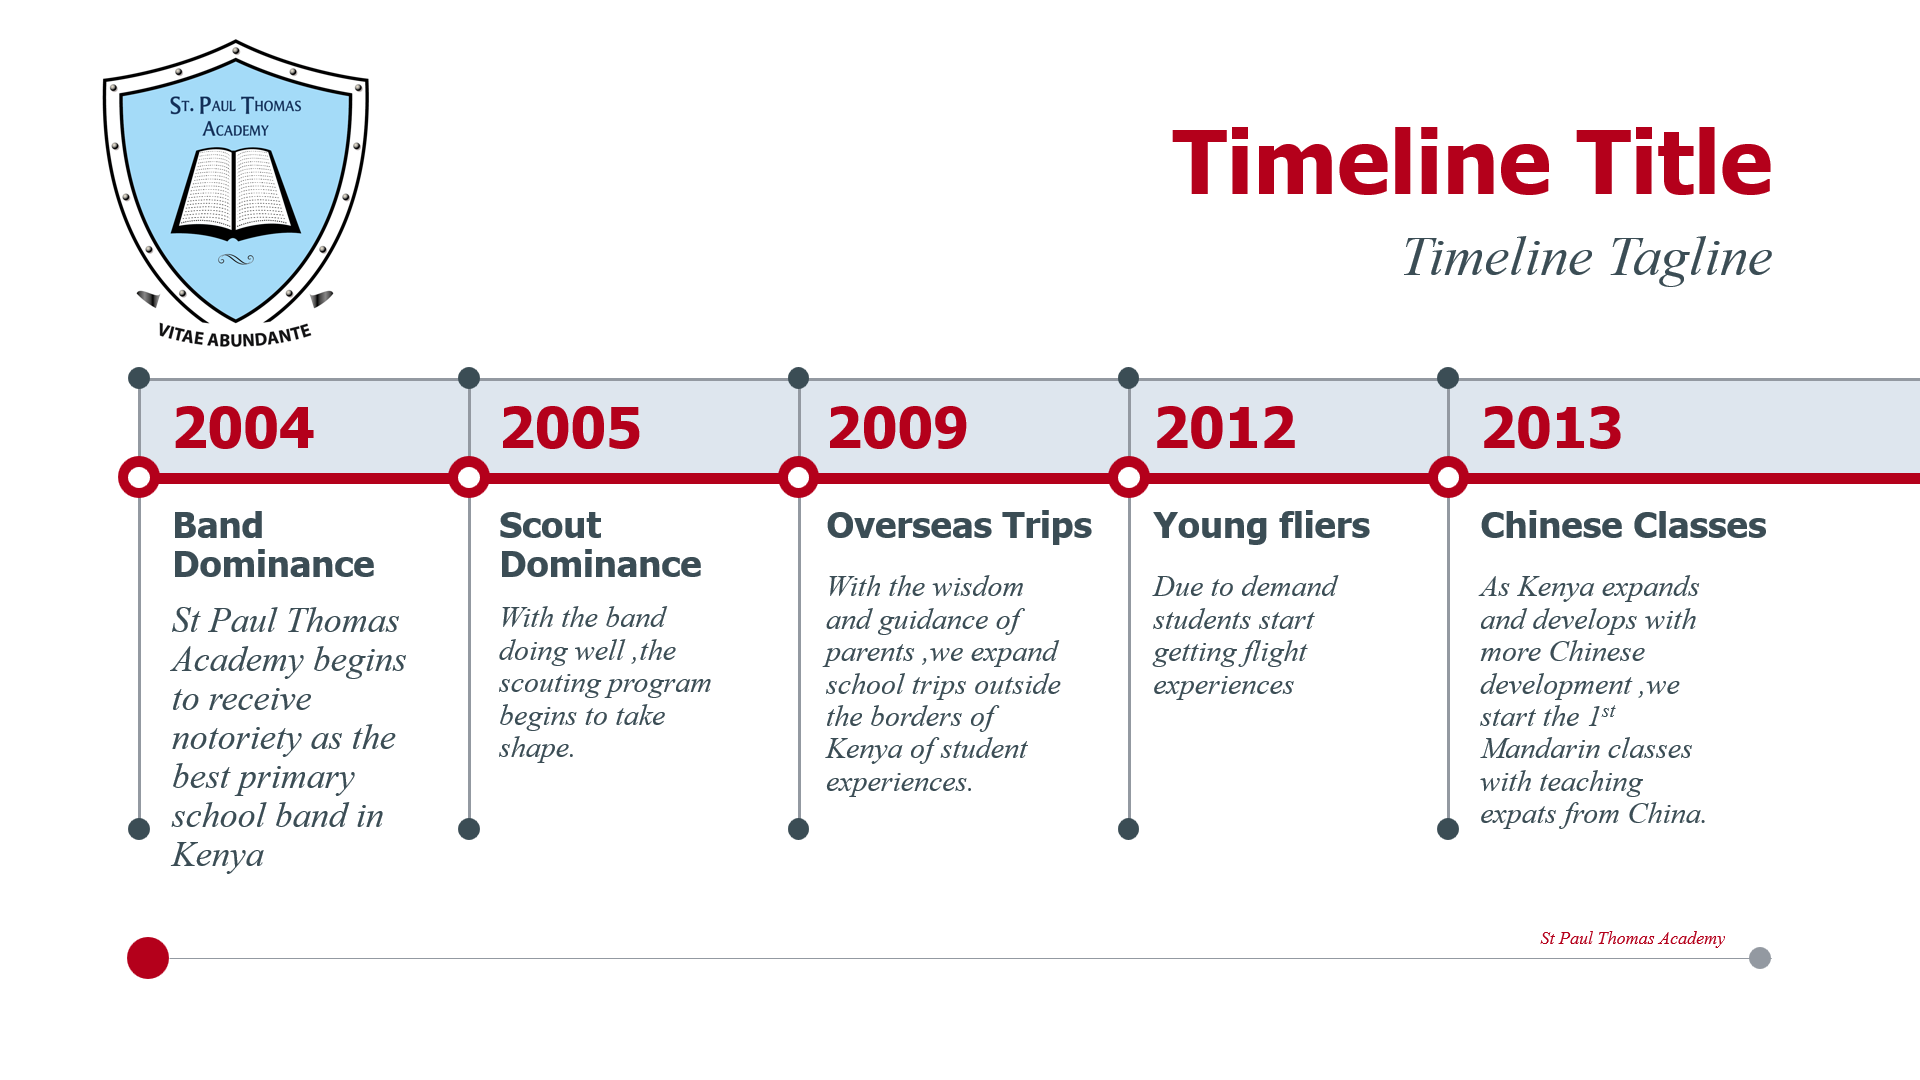 St. Paul Thomas
Academy
VITAE ABUNDANTE
Timeline Title
Timeline Tagline
2004
2005
2009
2012
2013
Band
Dominance
St Paul Thomas
Academy begins
to receive
notoriety as the
best primary
school band in
Kenya
Scout
Dominance
With the band
doing well ,the
scouting program
begins to take
shape.
Overseas Trips
With the wisdom
and guidance of
parents ,we expand
school trips outside
the borders of
Kenya of student
experiences.
Young fliers
Due to demand
students start
getting flight
experiences
Chinese Classes
As Kenya expands
and develops with
more Chinese
development ,we
start the 1st
Mandarin classes
with teaching
expats from China.
St Paul Thomas Academy